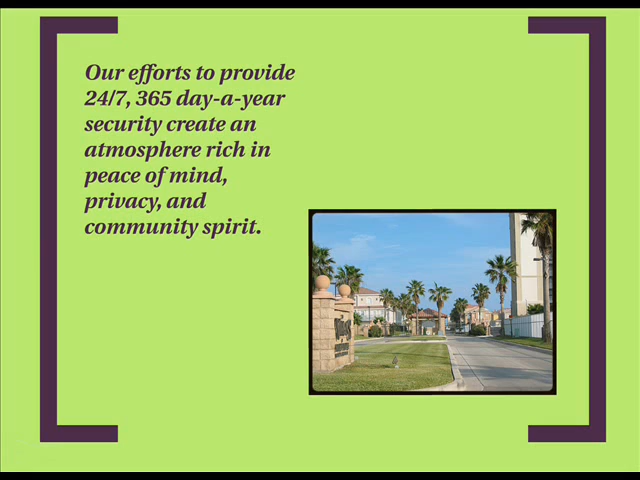 Our efforts to provide
24/7, 365 day-a-year
security create an
atmosphere rich in
peace of mind,
privacy, and
community spirit.